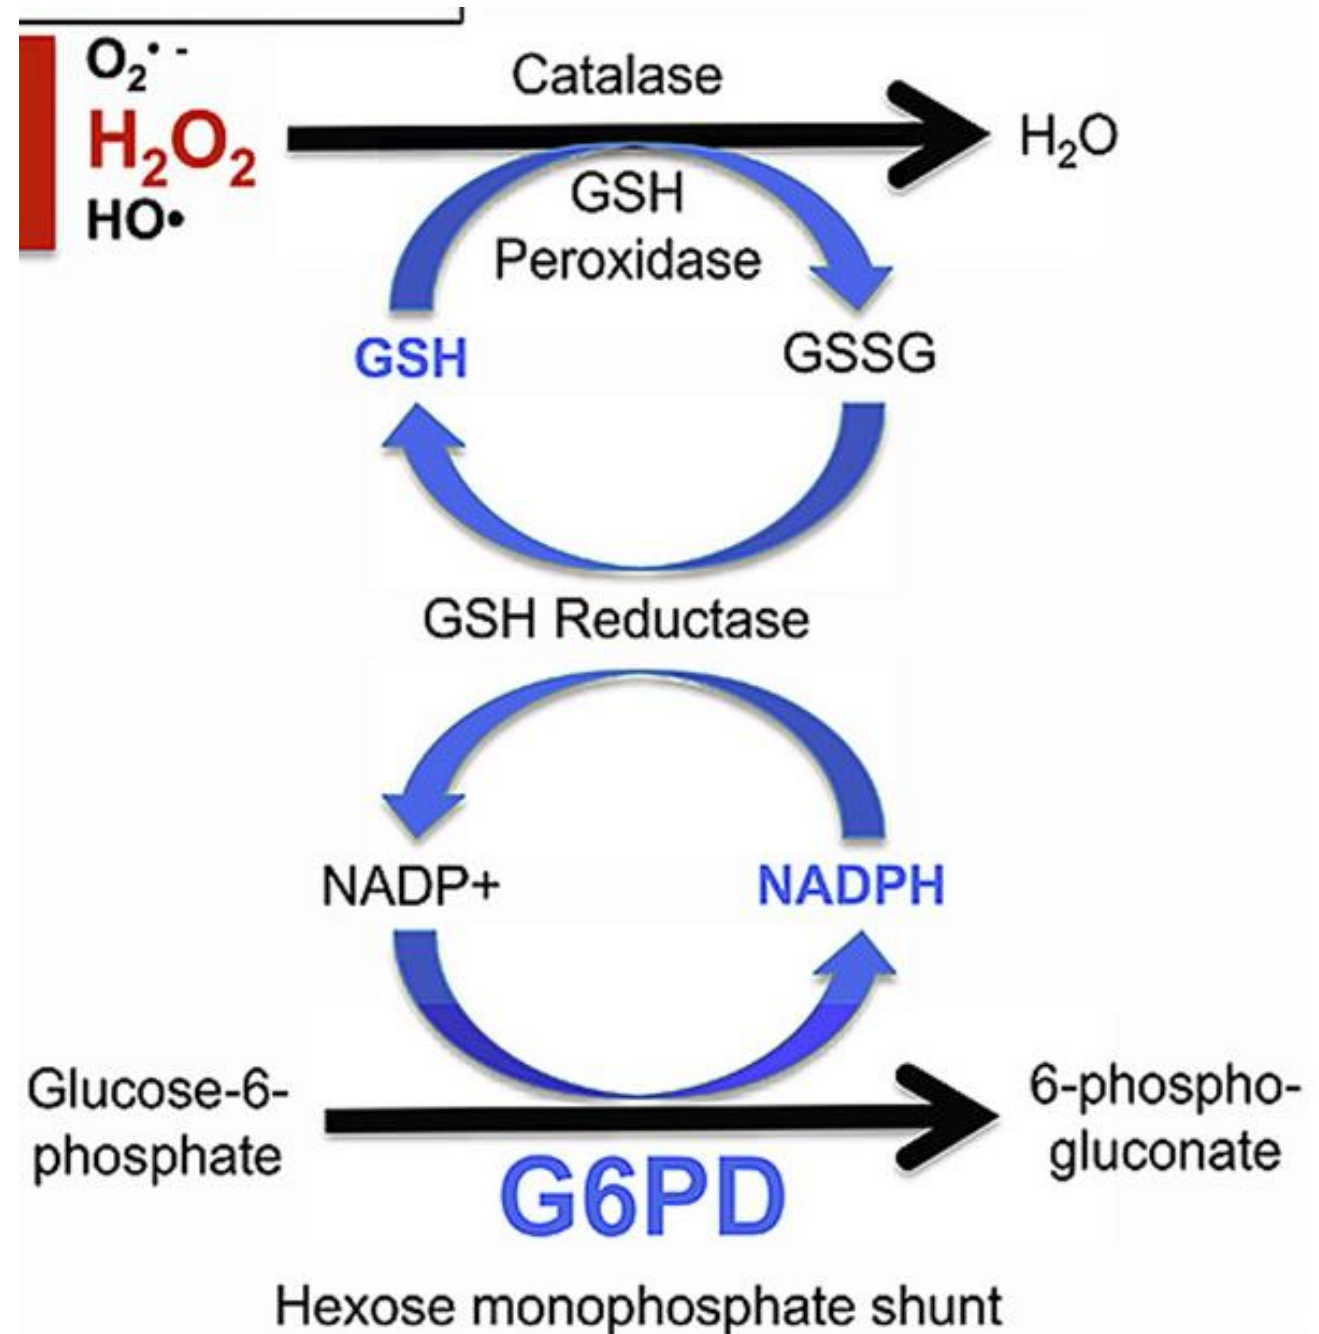 O₂•-
Catalase
H₂O₂
H₂O
HO•
GSH
Peroxidase
GSH
GSSG
GSH Reductase
NADP+
NADPH
Glucose-6-
phosphate
6-phospho-
gluconate
G6PD
Hexose monophosphate shunt